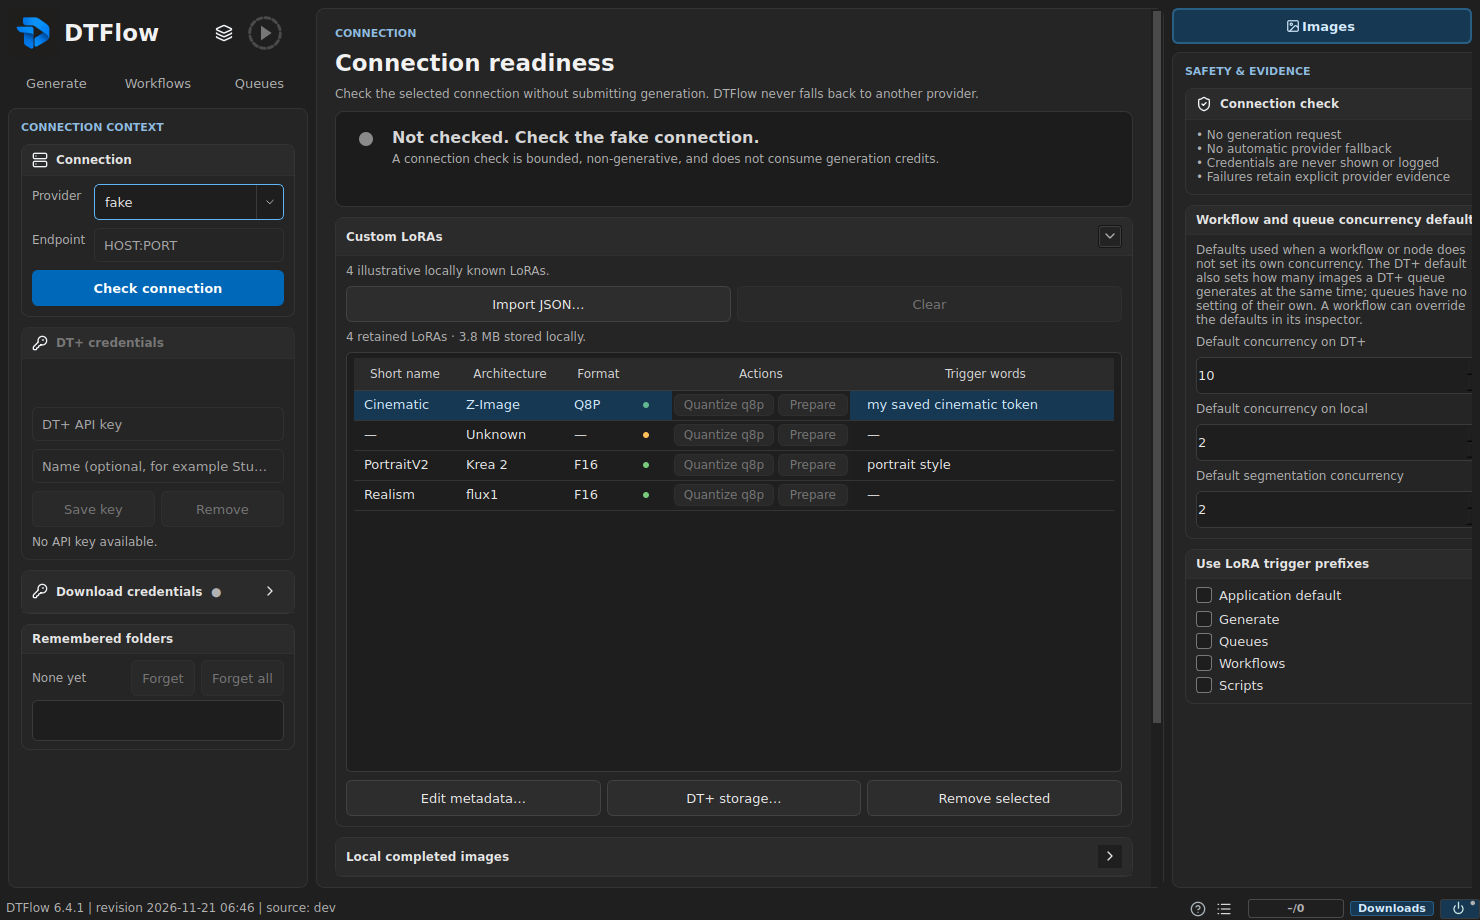 DTFlow
Generate Workflows Queues
CONNECTION CONTEXT
Connection
Provider fake
Endpoint HOST:PORT
Check connection
DT+ credentials
DT+ API key
Name (optional, for example Stu...
Save key Remove
No API key available.
Download credentials
Remembered folders
None yet Forget Forget all
CONNECTION
Connection readiness
Check the selected connection without submitting generation. DTFlow never falls back to another provider.
Not checked. Check the fake connection.
A connection check is bounded, non-generative, and does not consume generation credits.
Custom LoRAs
4 illustrative locally known LoRAs.
Import JSON... Clear
4 retained LoRAs · 3.8 MB stored locally.
Short name Architecture Format Actions Trigger words
Cinematic Z-Image Q8P Quantize q8p Prepare my saved cinematic token
— Unknown — Quantize q8p Prepare —
PortraitV2 Krea 2 F16 Quantize q8p Prepare portrait style
Realism flux1 F16 Quantize q8p Prepare —
Edit metadata... DT+ storage... Remove selected
Local completed images
Images
SAFETY & EVIDENCE
Connection check
• No generation request
• No automatic provider fallback
• Credentials are never shown or logged
• Failures retain explicit provider evidence
Workflow and queue concurrency default
Defaults used when a workflow or node does
not set its own concurrency. The DT+ default
also sets how many images a DT+ queue
generates at the same time; queues have no
setting of their own. A workflow can override
the defaults in its inspector.
Default concurrency on DT+
10
Default concurrency on local
2
Default segmentation concurrency
2
Use LoRA trigger prefixes
Application default
Generate
Queues
Workflows
Scripts
DTFlow 6.4.1 | revision 2026-11-21 06:46 | source: dev
-/0 Downloads